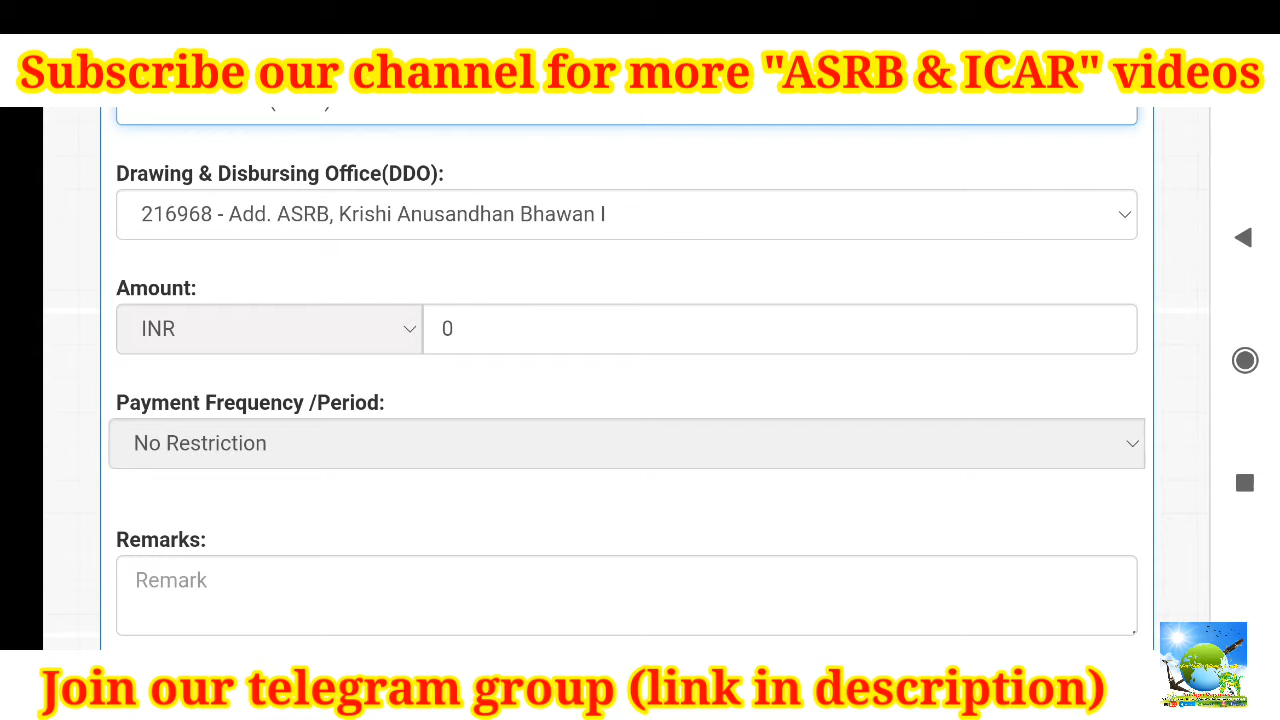 Subscribe our channel for more "ASRB & ICAR" videos
Drawing & Disbursing Office(DDO):
216968 - Add. ASRB, Krishi Anusandhan Bhawan I
Amount:
INR
0
Payment Frequency /Period:
No Restriction
Remarks:
Remark
Join our telegram group (link in description)